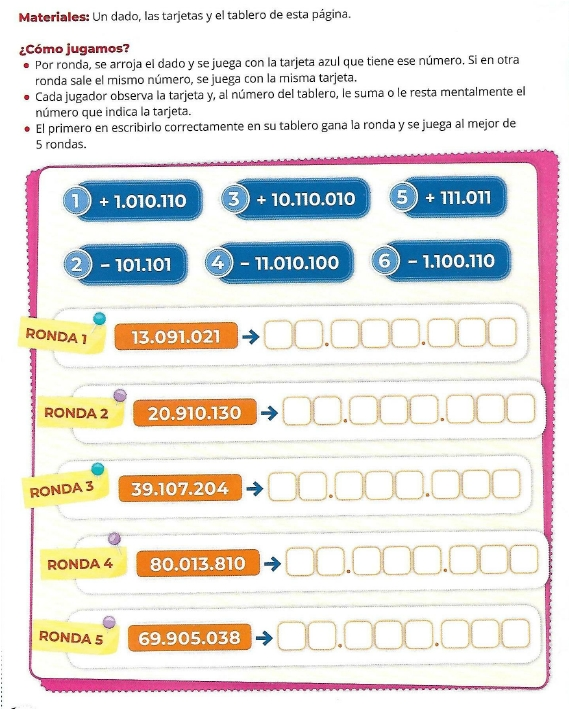 Materiales: Un dado, las tarjetas y el tablero de esta página.
¿Cómo jugamos?
● Por ronda, se arroja el dado y se juega con la tarjeta azul que tiene ese número. Si en otra
ronda sale el mismo número, se juega con la misma tarjeta.
● Cada jugador observa la tarjeta y, al número del tablero, le suma o le resta mentalmente el
número que indica la tarjeta.
● El primero en escribirlo correctamente en su tablero gana la ronda y se juega al mejor de
5 rondas.
1 + 1.010.110 3 + 10.110.010 5 + 111.011
2 – 101.101 4 – 11.010.100 6 – 1.100.110
RONDA 1 13.091.021 . .
RONDA 2 20.910.130 . .
RONDA 3 39.107.204 . .
RONDA 4 80.013.810 . .
RONDA 5 69.905.038 . .